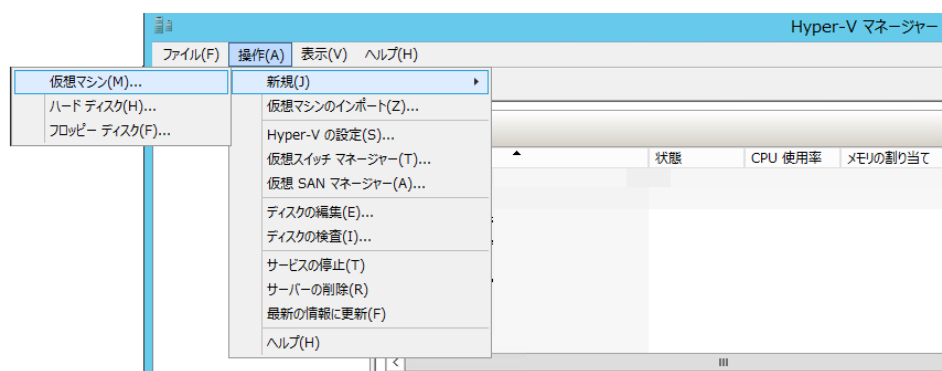 Hyper-V マネージャー
ファイル(F) 操作(A) 表示(V) ヘルプ(H)
仮想マシン(M)...
ハード ディスク(H)...
フロッピー ディスク(F)...
新規(J)
仮想マシンのインポート(Z)...
Hyper-V の設定(S)...
仮想スイッチ マネージャー(T)...
仮想 SAN マネージャー(A)...
ディスクの編集(E)...
ディスクの検査(I)...
サービスの停止(T)
サーバーの削除(R)
最新の情報に更新(F)
ヘルプ(H)
状態 CPU 使用率 メモリの割り当て